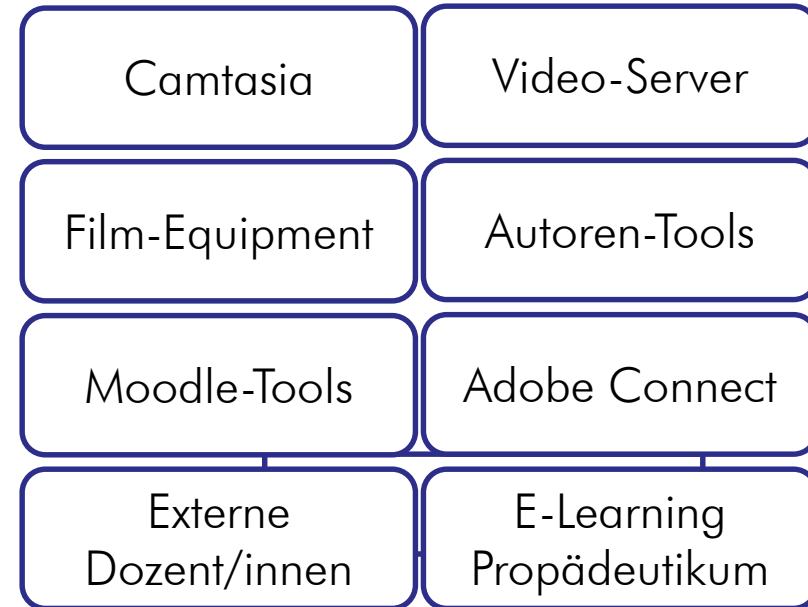 Camtasia
Video-Server
Film-Equipment
Autoren-Tools
Moodle-Tools
Adobe Connect
Externe
Dozent/innen
E-Learning
Propädeutikum